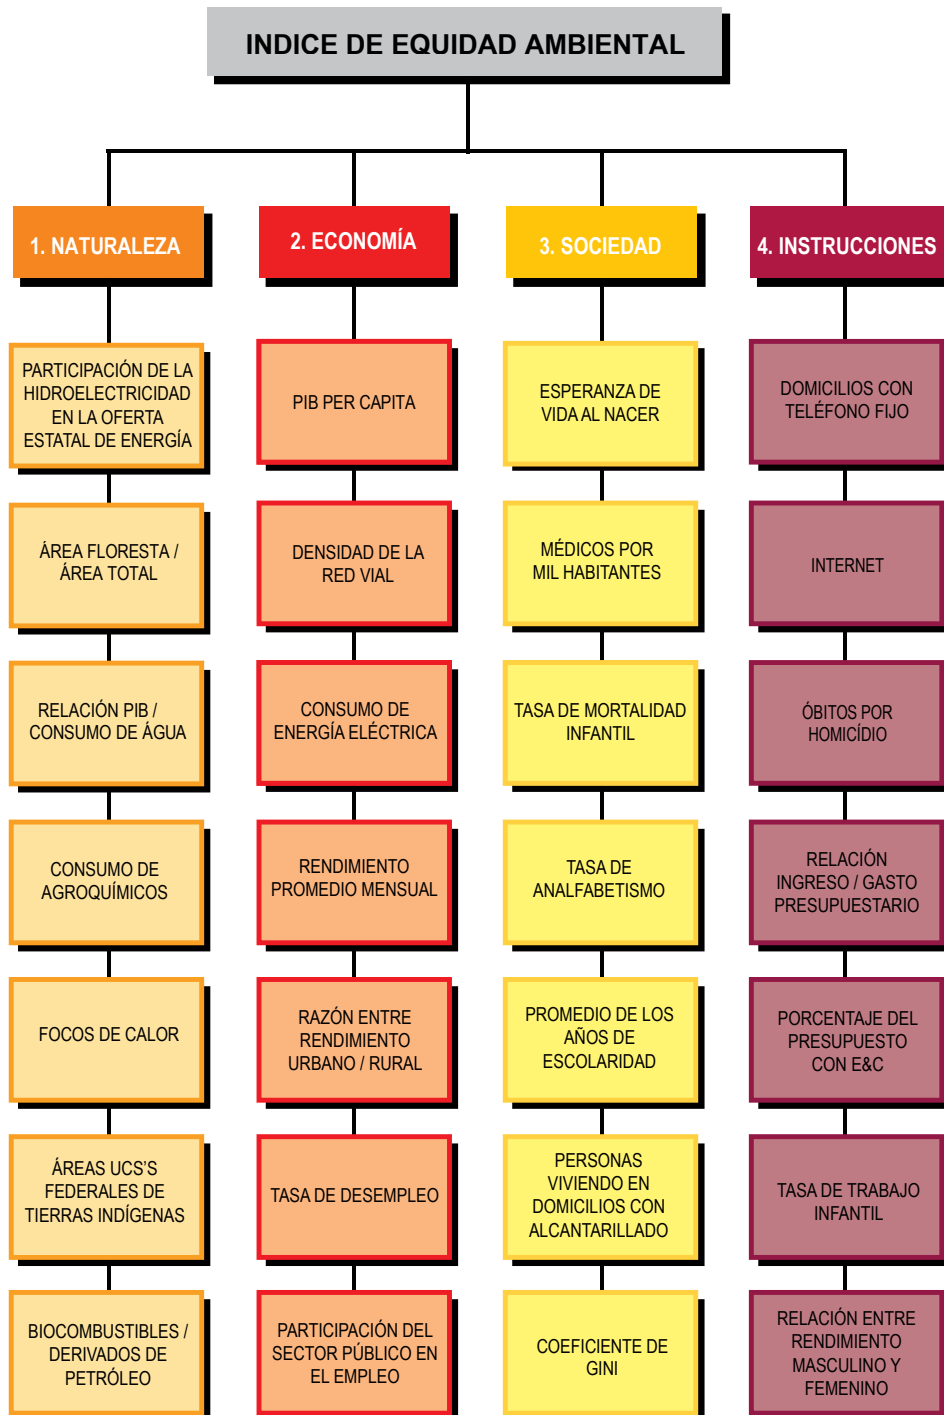 INDICE DE EQUIDAD AMBIENTAL
1. NATURALEZA
PARTICIPACIÓN DE LA
HIDROELECTRICIDAD
EN LA OFERTA
ESTATAL DE ENERGÍA
ÁREA FLORESTA /
ÁREA TOTAL
RELACIÓN PIB /
CONSUMO DE ÁGUA
CONSUMO DE
AGROQUÍMICOS
FOCOS DE CALOR
ÁREAS UCS'S
FEDERALES DE
TIERRAS INDÍGENAS
BIOCOMBUSTIBLES /
DERIVADOS DE
PETRÓLEO
2. ECONOMÍA
PIB PER CAPITA
DENSIDAD DE LA
RED VIAL
CONSUMO DE
ENERGÍA ELÉCTRICA
RENDIMIENTO
PROMEDIO MENSUAL
RAZÓN ENTRE
RENDIMIENTO
URBANO / RURAL
TASA DE DESEMPLEO
PARTICIPACIÓN DEL
SECTOR PÚBLICO EN
EL EMPLEO
3. SOCIEDAD
ESPERANZA DE
VIDA AL NACER
MÉDICOS POR
MIL HABITANTES
TASA DE MORTALIDAD
INFANTIL
TASA DE
ANALFABETISMO
PROMEDIO DE LOS
AÑOS DE
ESCOLARIDAD
PERSONAS
VIVIENDO EN
DOMICILIOS CON
ALCANTARILLADO
COEFICIENTE DE
GINI
4. INSTRUCCIONES
DOMICILIOS CON
TELÉFONO FIJO
INTERNET
ÓBITOS POR
HOMICÍDIO
RELACIÓN
INGRESO / GASTO
PRESUPUESTARIO
PORCENTAJE DEL
PRESUPUESTO
CON E&C
TASA DE TRABAJO
INFANTIL
RELACIÓN ENTRE
RENDIMIENTO
MASCULINO Y
FEMENINO